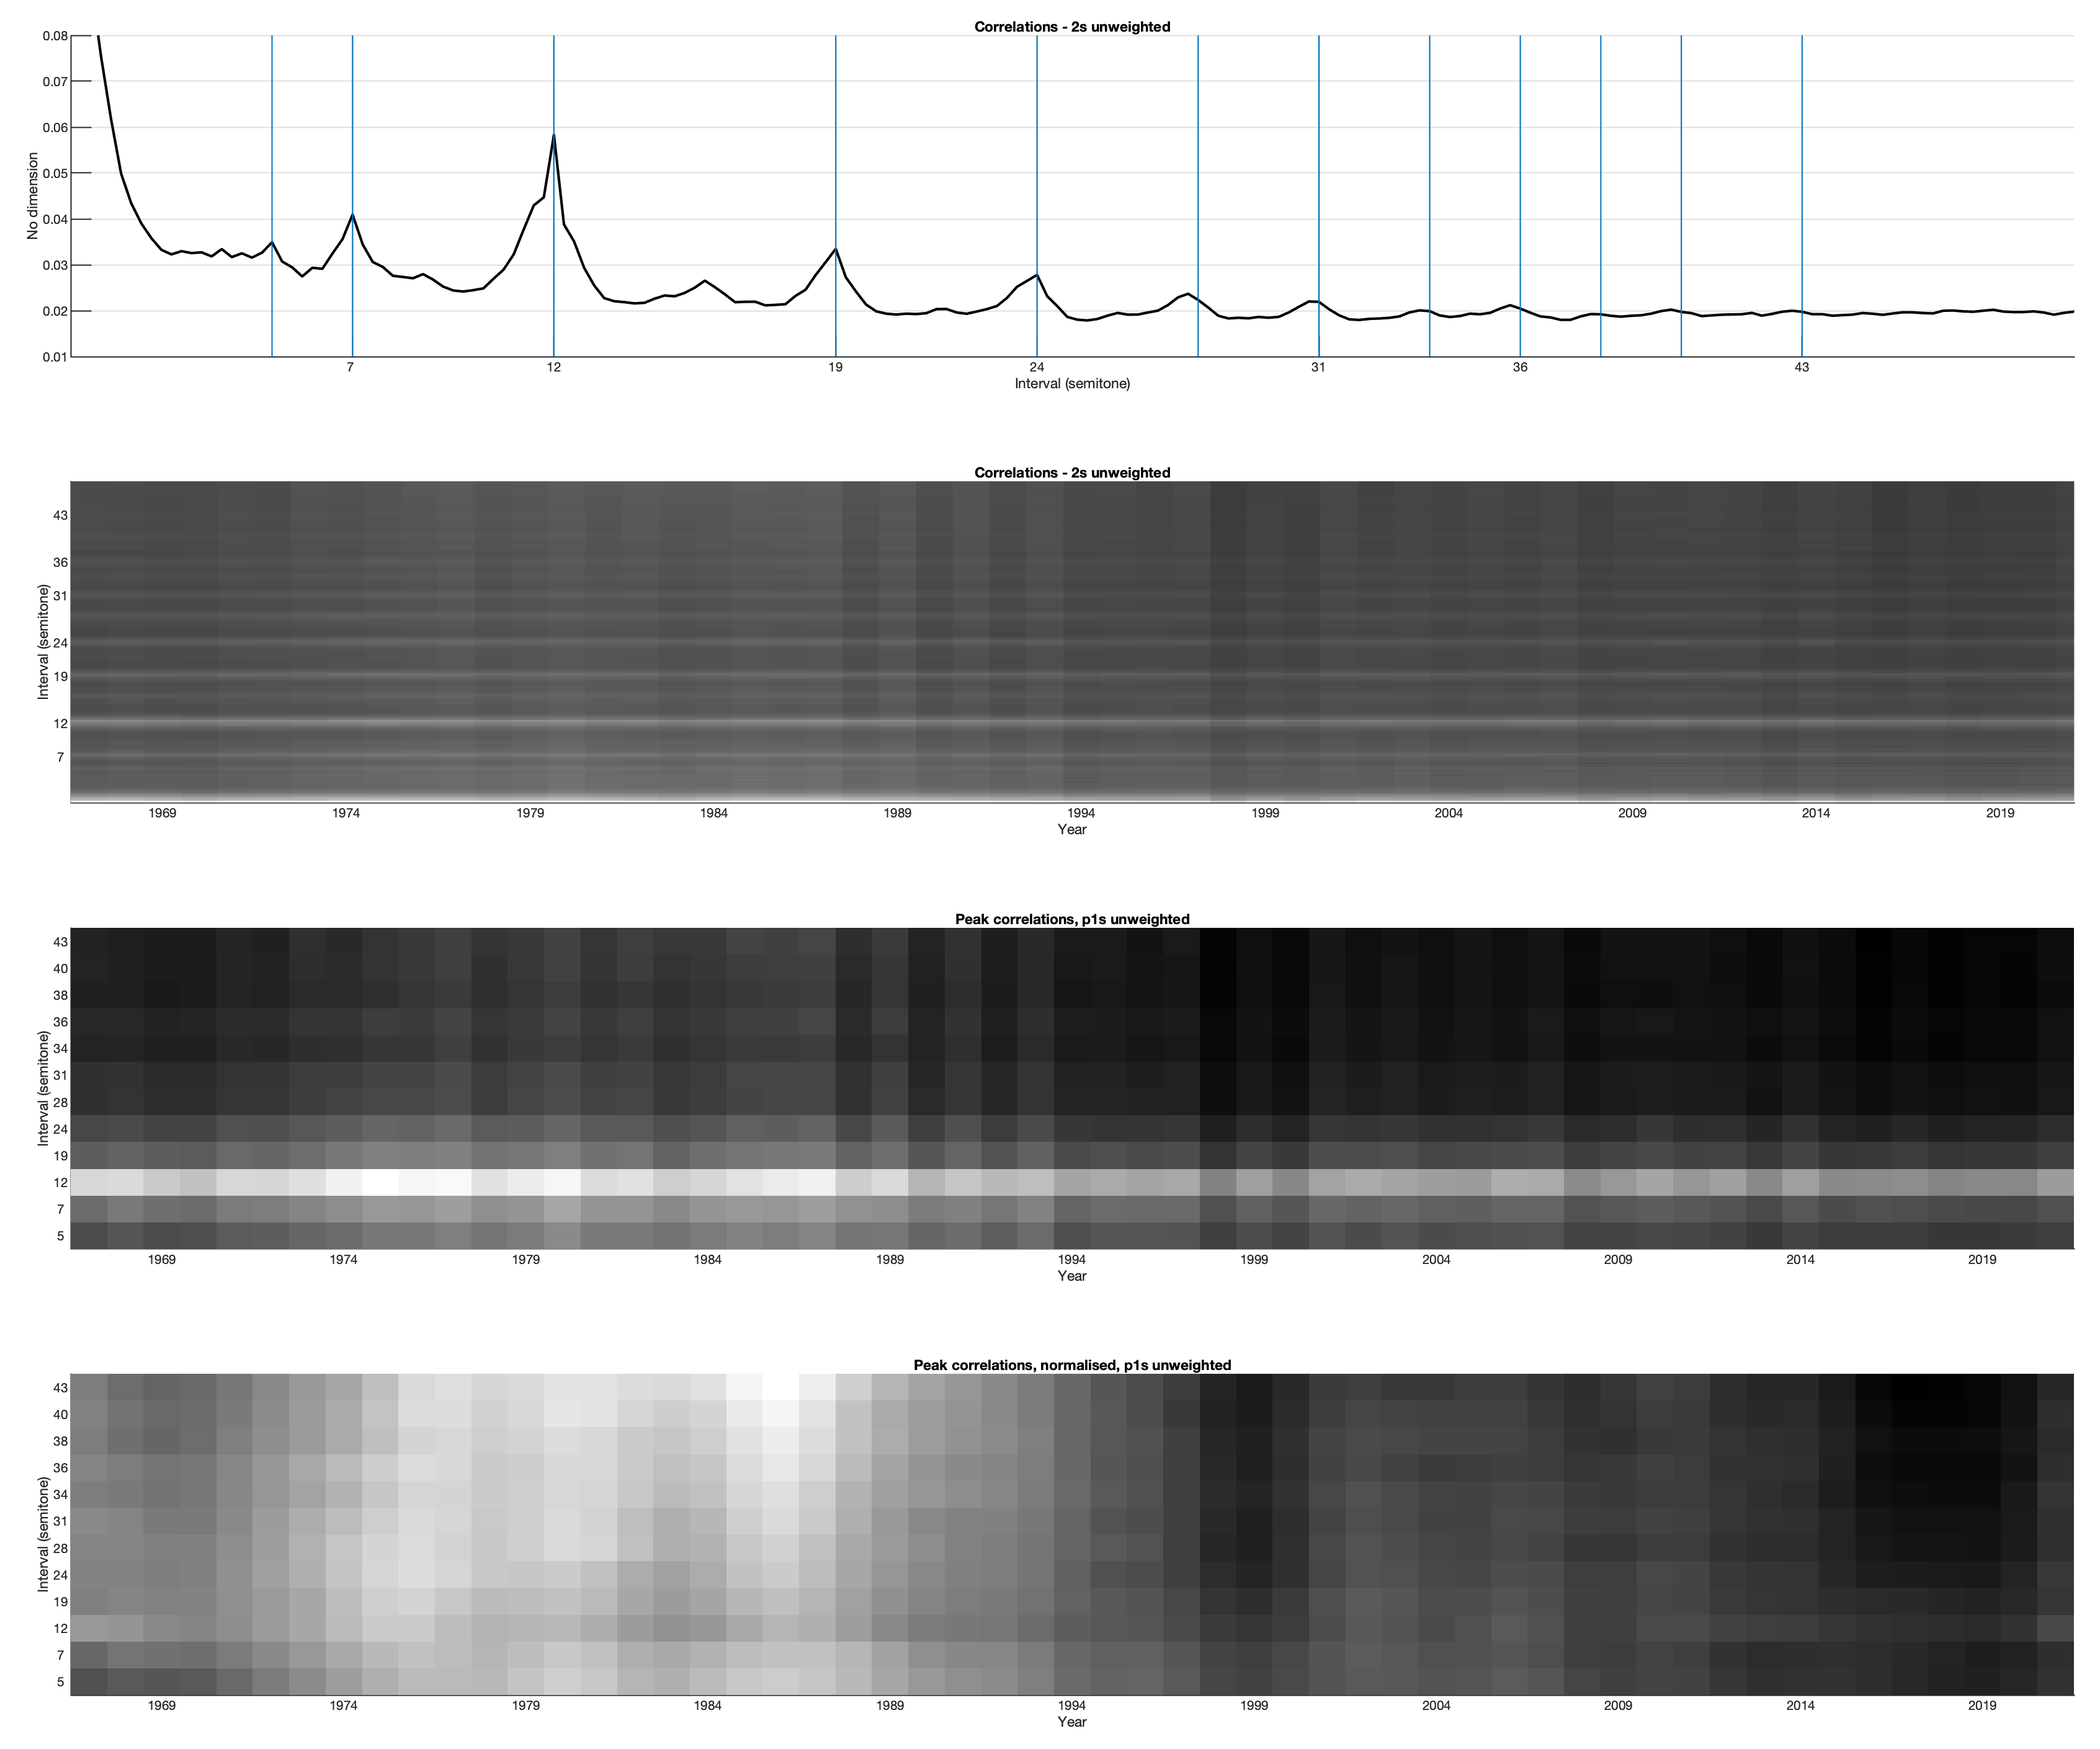 Correlations - 2s unweighted
0.08
0.07
0.06
0.05
0.04
0.03
0.02
0.01
No dimension
7 12 19 24 31 36 43
Interval (semitone)
Correlations - 2s unweighted
43
36
31
24
19
12
7
Interval (semitone)
1969 1974 1979 1984 1989 1994 1999 2004 2009 2014 2019
Year
Peak correlations, p1s unweighted
43
40
38
36
34
31
28
24
19
12
7
5
Interval (semitone)
1969 1974 1979 1984 1989 1994 1999 2004 2009 2014 2019
Year
Peak correlations, normalised, p1s unweighted
43
40
38
36
34
31
28
24
19
12
7
5
Interval (semitone)
1969 1974 1979 1984 1989 1994 1999 2004 2009 2014 2019
Year